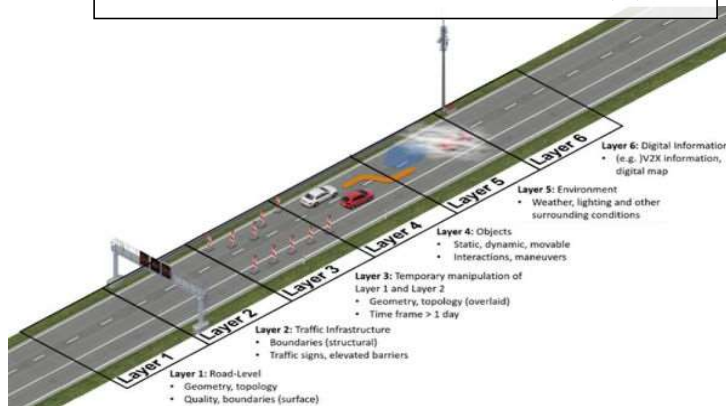 Layer 6: Digital Information
• (e.g. )V2X information,
digital map
Layer 5: Environment
• Weather, lighting and other
surrounding conditions
Layer 4: Objects
• Static, dynamic, movable
• Interactions, maneuvers
Layer 3: Temporary manipulation of
Layer 1 and Layer 2
• Geometry, topology (overlaid)
• Time frame > 1 day
Layer 2: Traffic Infrastructure
• Boundaries (structural)
• Traffic signs, elevated barriers
Layer 1: Road-Level
• Geometry, topology
• Quality, boundaries (surface)
Layer 1
Layer 2
Layer 3
Layer 4
Layer 5
Layer 6